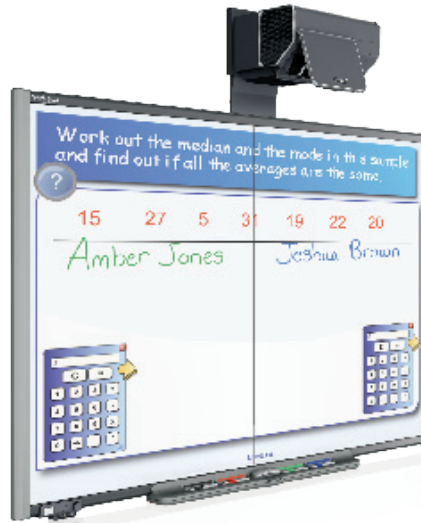 Work out the median and the mode in this sample
and find out if all the averages are the same.
?
15 27 5 31 19 22 20
Amber Jones Joshua Brown